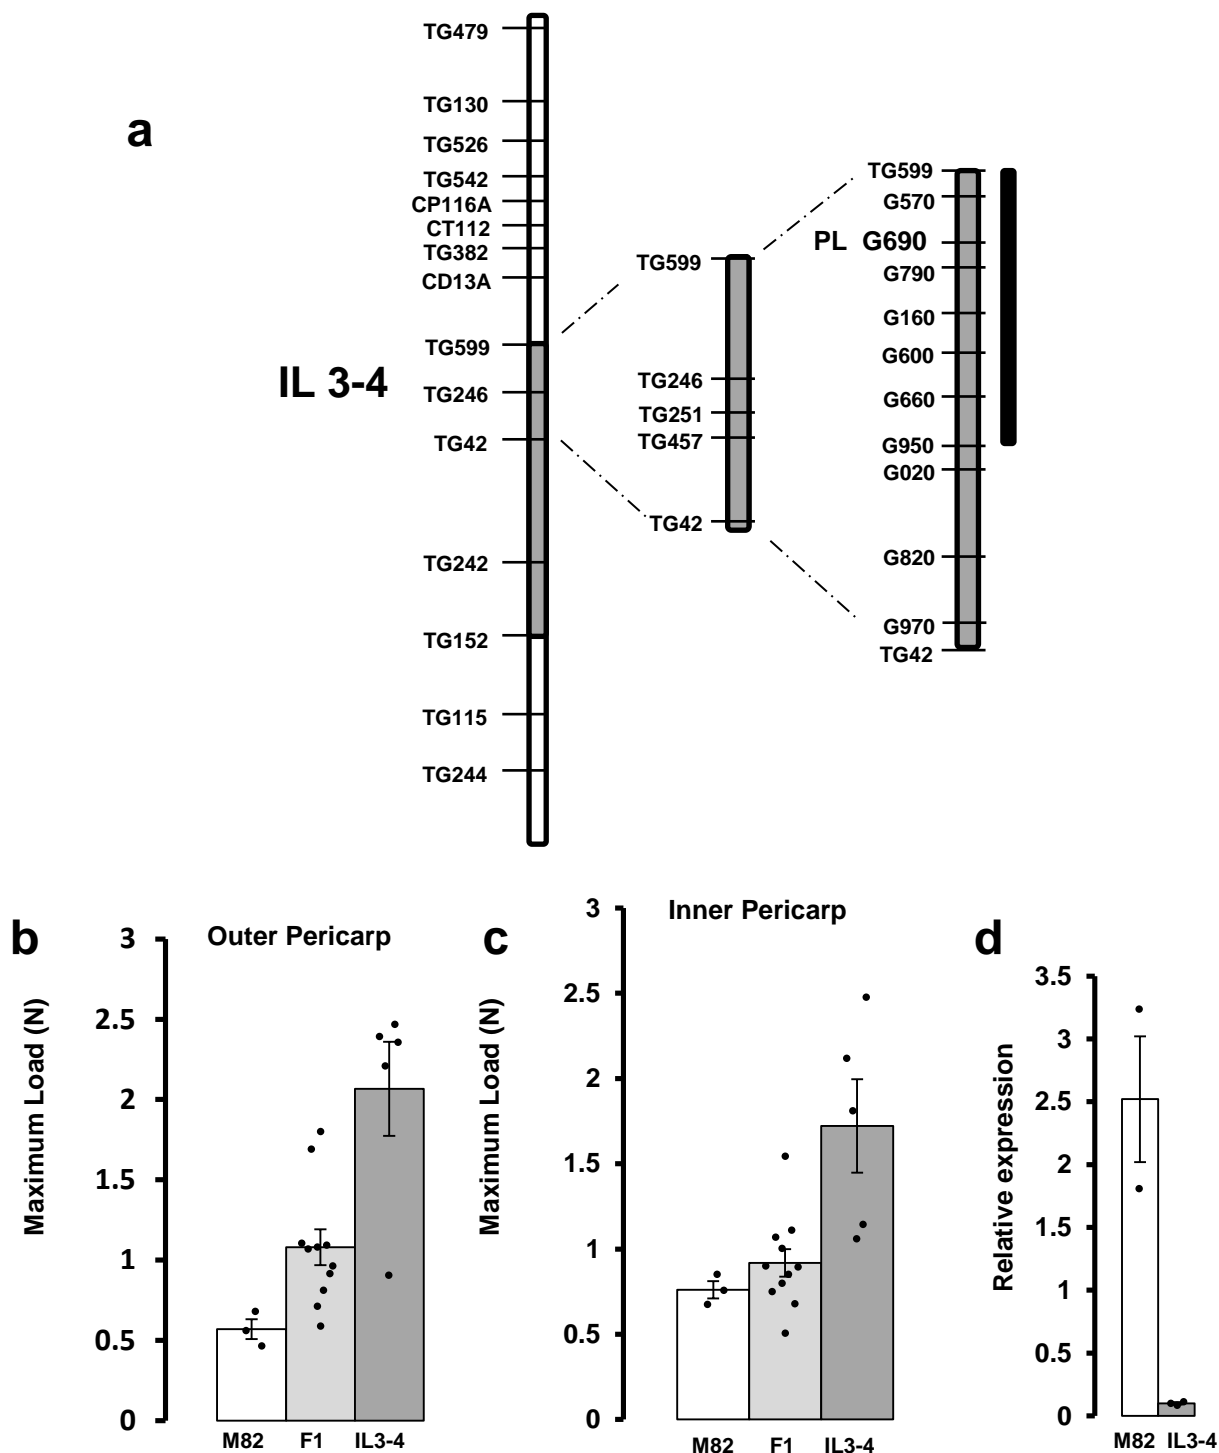 a
TG479
TG130
TG526
TG542
CP116A
CT112
TG382
CD13A
TG599
IL 3-4
TG246
TG42
TG242
TG152
TG115
TG244
TG599
TG246
TG251
TG457
TG42
TG599
G570
PL G690
G790
G160
G600
G660
G950
G020
G820
G970
TG42
b
Outer Pericarp
Maximum Load (N)
3
2.5
2
1.5
1
0.5
0
M82 F1 IL3-4
c
Inner Pericarp
Maximum Load (N)
3
2.5
2
1.5
1
0.5
0
M82 F1 IL3-4
d
Relative expression
3.5
3
2.5
2
1.5
1
0.5
0
M82 IL3-4